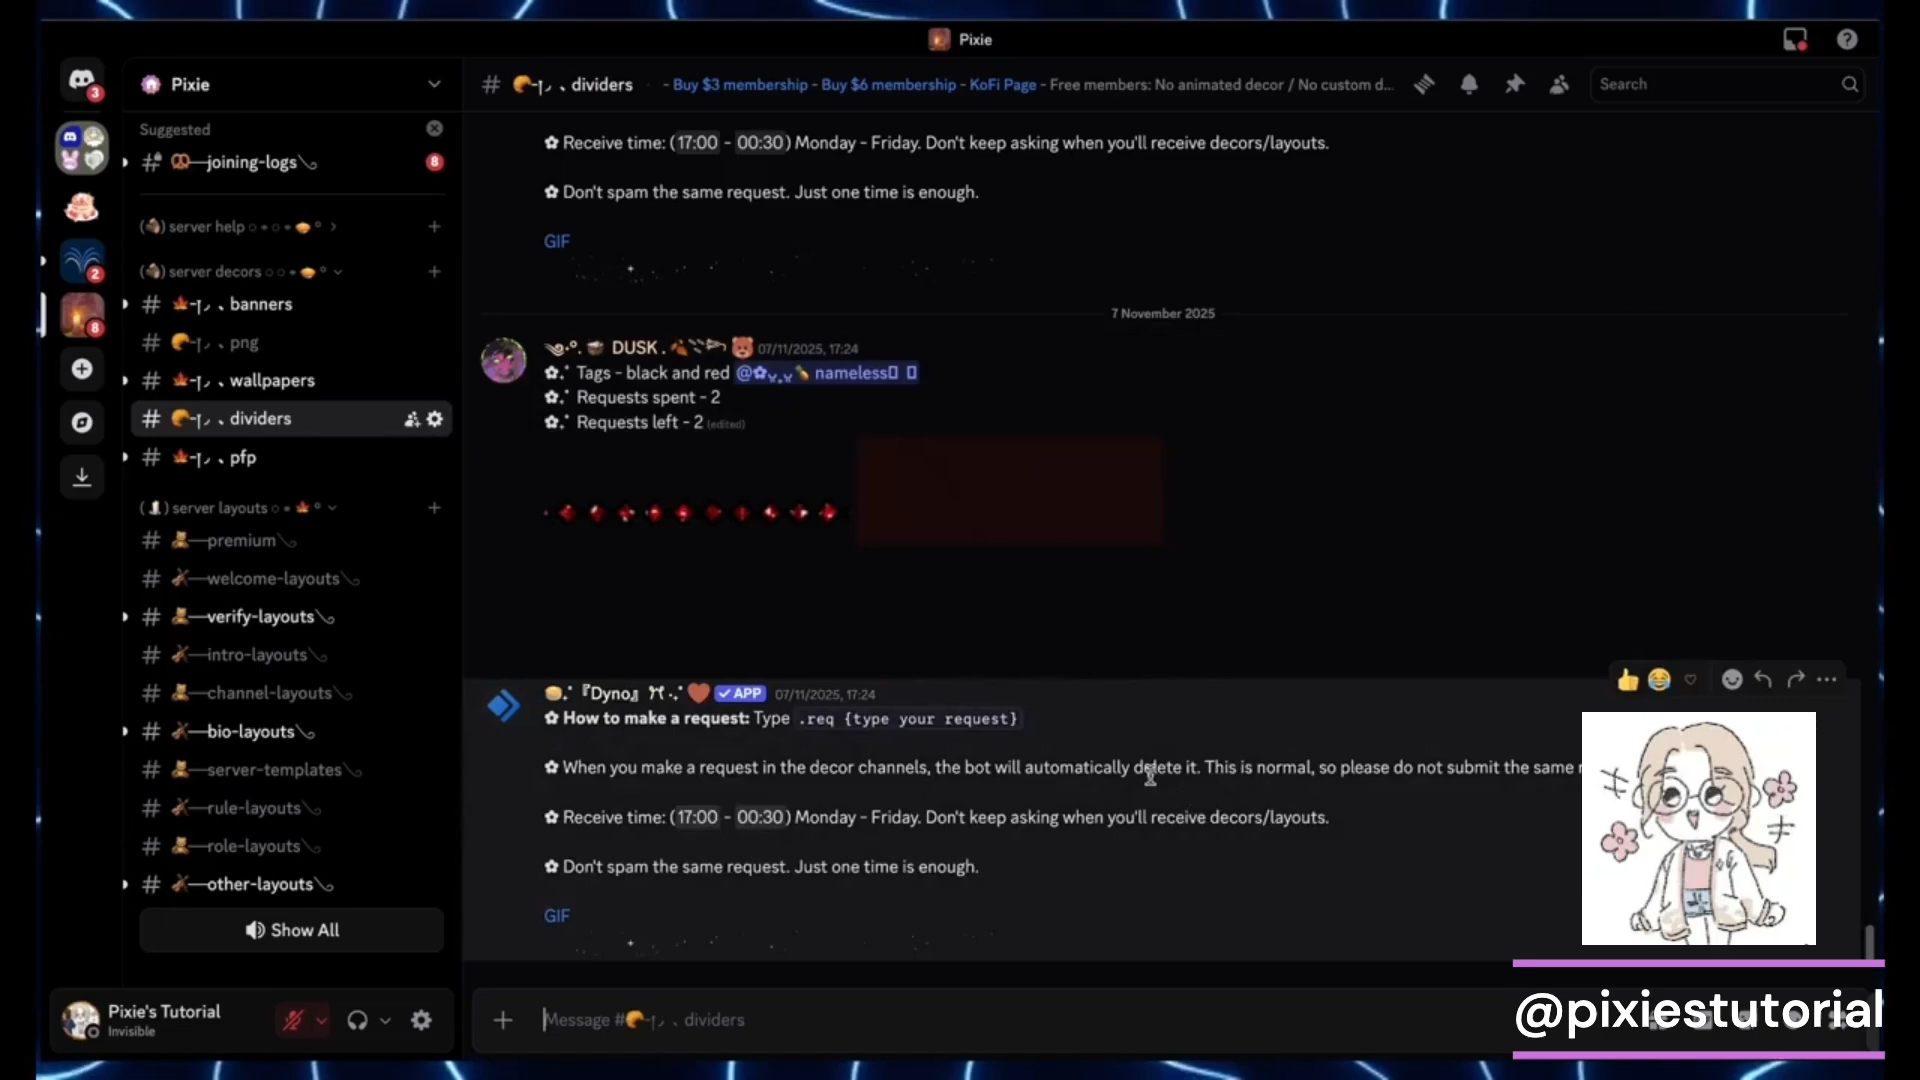 Pixie
3
Pixie
Suggested
joining-logs
8
server help
server decors
banners
png
wallpapers
dividers
pfp
server layouts
premium
welcome-layouts
verify-layouts
intro-layouts
channel-layouts
bio-layouts
server-templates
rule-layouts
role-layouts
other-layouts
Show All
2
8
Pixie's Tutorial
Invisible
dividers - Buy $3 membership - Buy $6 membership - KoFi Page - Free members: No animated decor / No custom d...
Search
✿ Receive time: (17:00 - 00:30) Monday - Friday. Don't keep asking when you'll receive decors/layouts.
✿ Don't spam the same request. Just one time is enough.
GIF
7 November 2025
DUSK . 07/11/2025, 17:24
✿.˚ Tags - black and red @✿ nameless
✿.˚ Requests spent - 2
✿.˚ Requests left - 2 (edited)
『Dyno』 ✓ APP 07/11/2025, 17:24
✿ How to make a request: Type .req {type your request}
✿ When you make a request in the decor channels, the bot will automatically delete it. This is normal, so please do not submit the same
✿ Receive time: (17:00 - 00:30) Monday - Friday. Don't keep asking when you'll receive decors/layouts.
✿ Don't spam the same request. Just one time is enough.
GIF
Message # dividers
@pixiestutorial